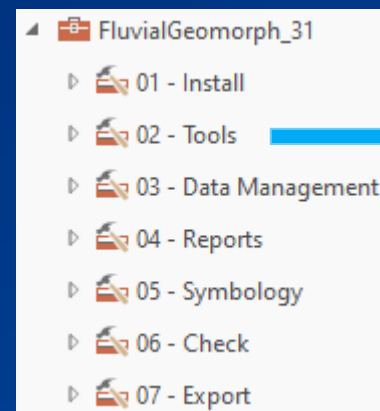 FluvialGeomorph_31
01 - Install
02 - Tools
03 - Data Management
04 - Reports
05 - Symbology
06 - Check
07 - Export